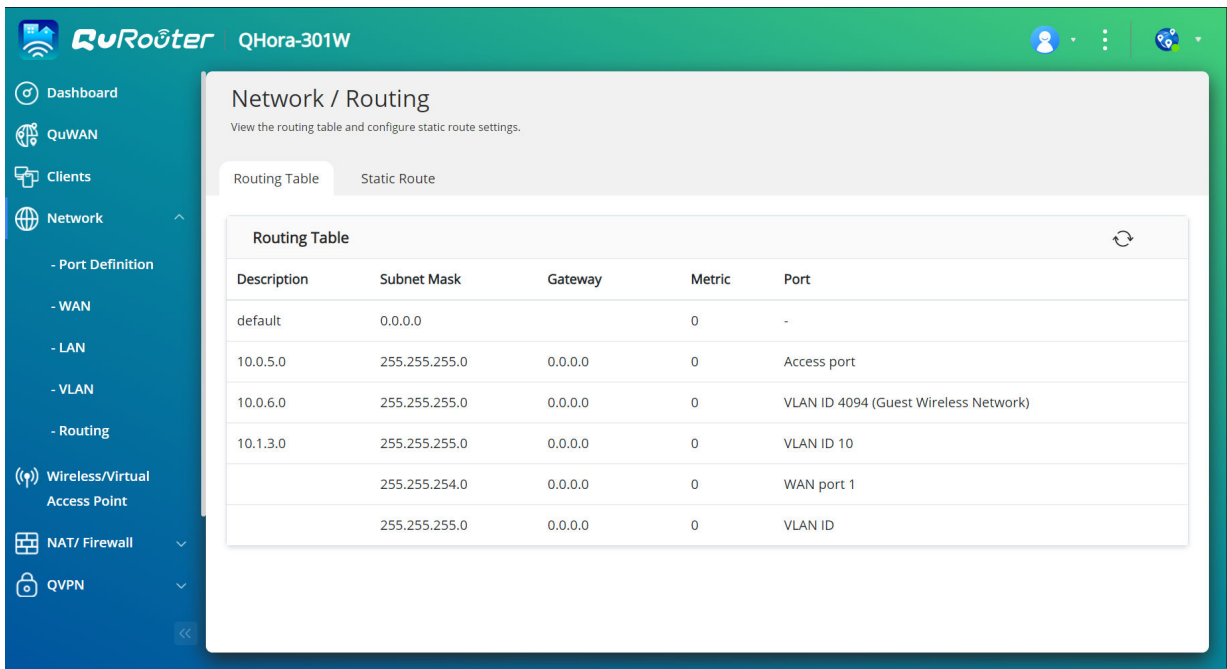 QuRouter QHora-301W
Dashboard
QuWAN
Clients
Network
- Port Definition
- WAN
- LAN
- VLAN
- Routing
Wireless/Virtual
Access Point
NAT/ Firewall
QVPN
Network / Routing
View the routing table and configure static route settings.
Routing Table Static Route
Routing Table
Description Subnet Mask Gateway Metric Port
default 0.0.0.0 0 -
10.0.5.0 255.255.255.0 0.0.0.0 0 Access port
10.0.6.0 255.255.255.0 0.0.0.0 0 VLAN ID 4094 (Guest Wireless Network)
10.1.3.0 255.255.255.0 0.0.0.0 0 VLAN ID 10
255.255.254.0 0.0.0.0 0 WAN port 1
255.255.255.0 0.0.0.0 0 VLAN ID